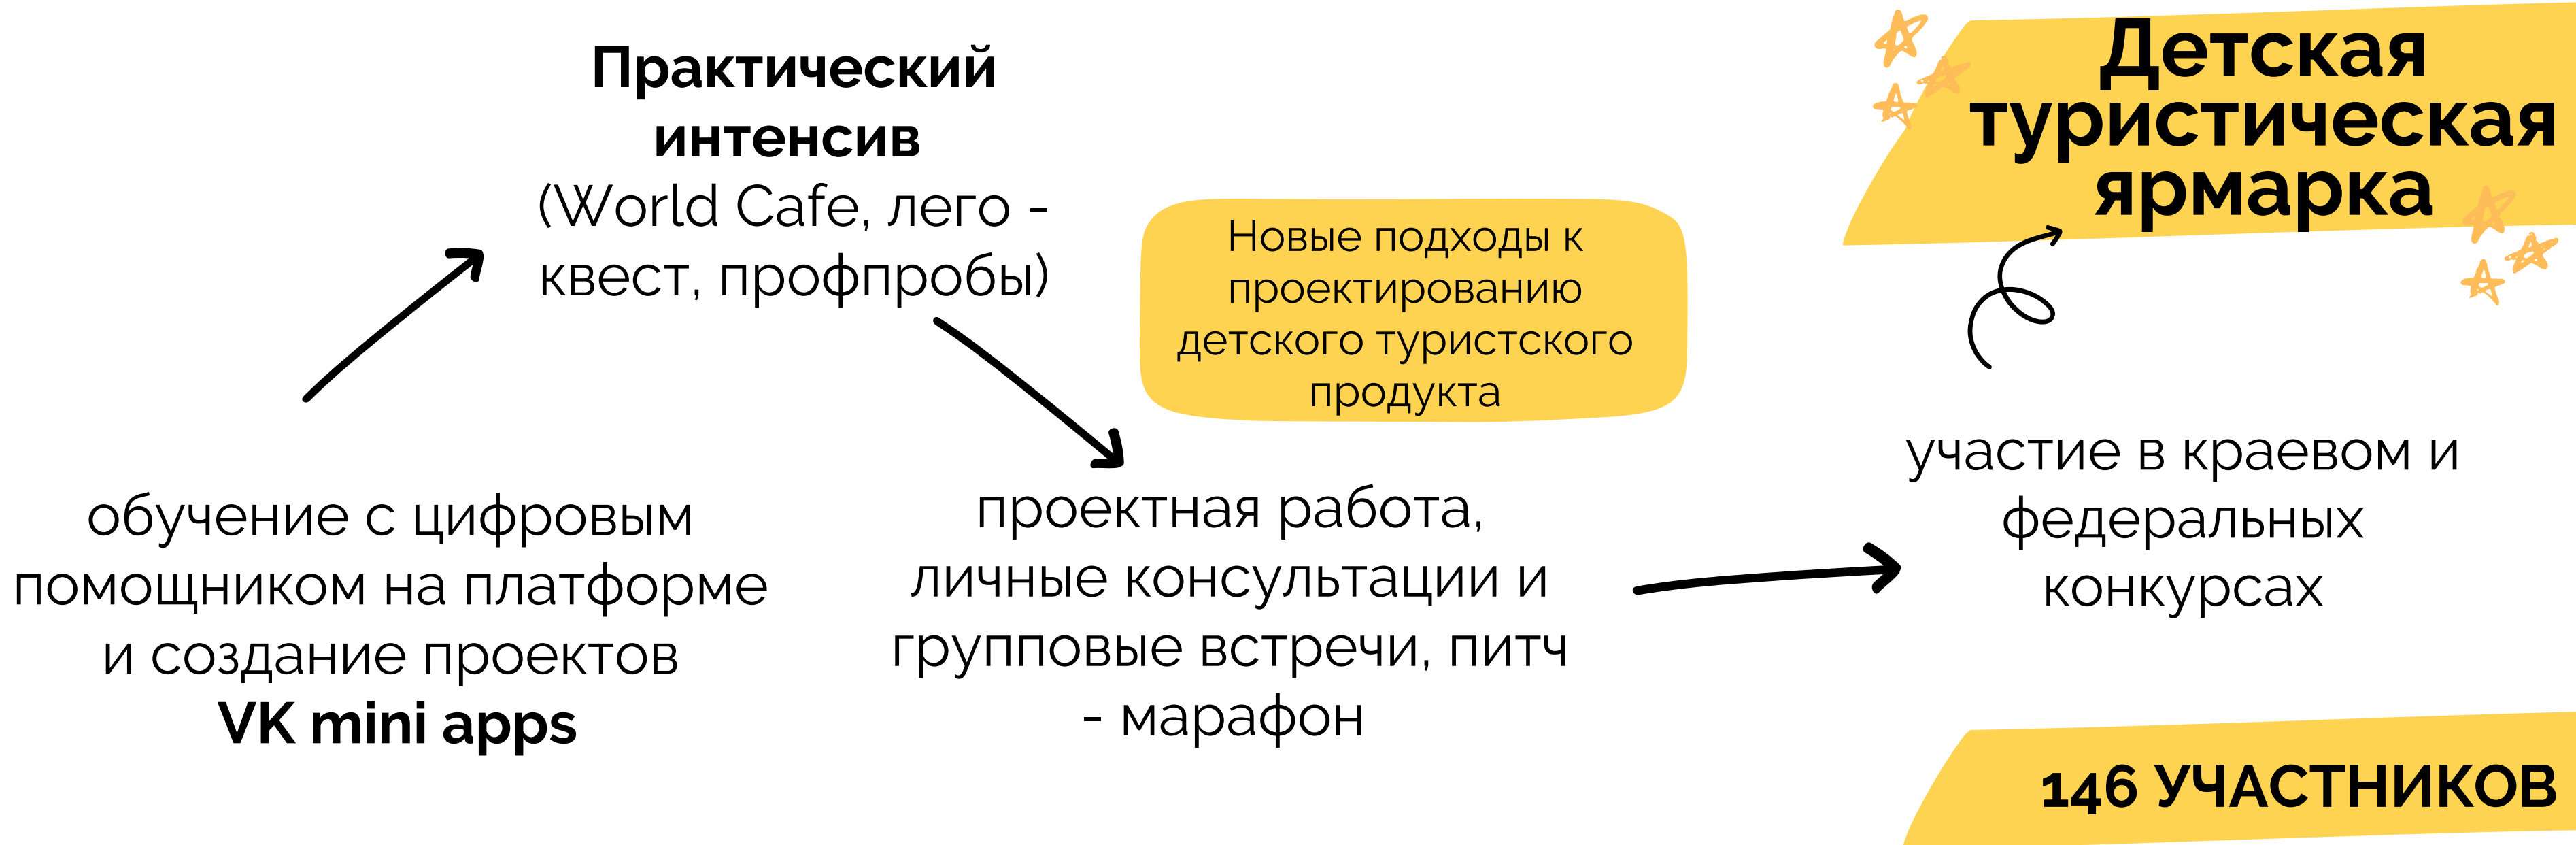 Практический
интенсив
(World Cafe, лего -
квест, профпробы)
Детская
туристическая
ярмарка
Новые подходы к
проектированию
детского туристского
продукта
обучение с цифровым
помощником на платформе
и создание проектов
VK mini apps
проектная работа,
личные консультации и
групповые встречи, питч
- марафон
участие в краевом и
федеральных
конкурсах
146 УЧАСТНИКОВ